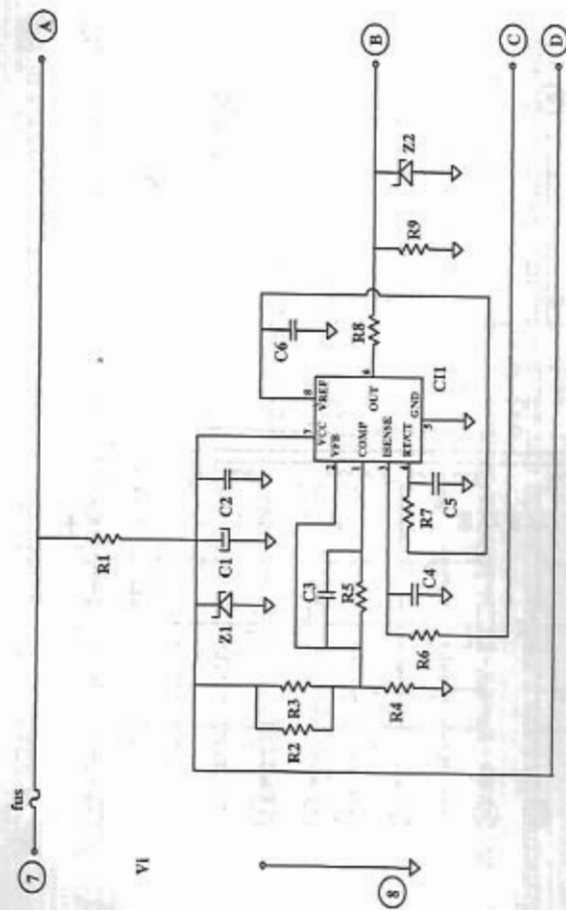 A
B
C
D
7
fus
Vi
8
R1
Z1
C1
C2
C6
R8
R9
Z2
R2
R3
R4
C3
R5
C4
R6
R7
C5
CI1
7
8
VCC
VREF
2
VFB
1
COMP
OUT
6
3
ISENSE
4
RT/CT
GND
5